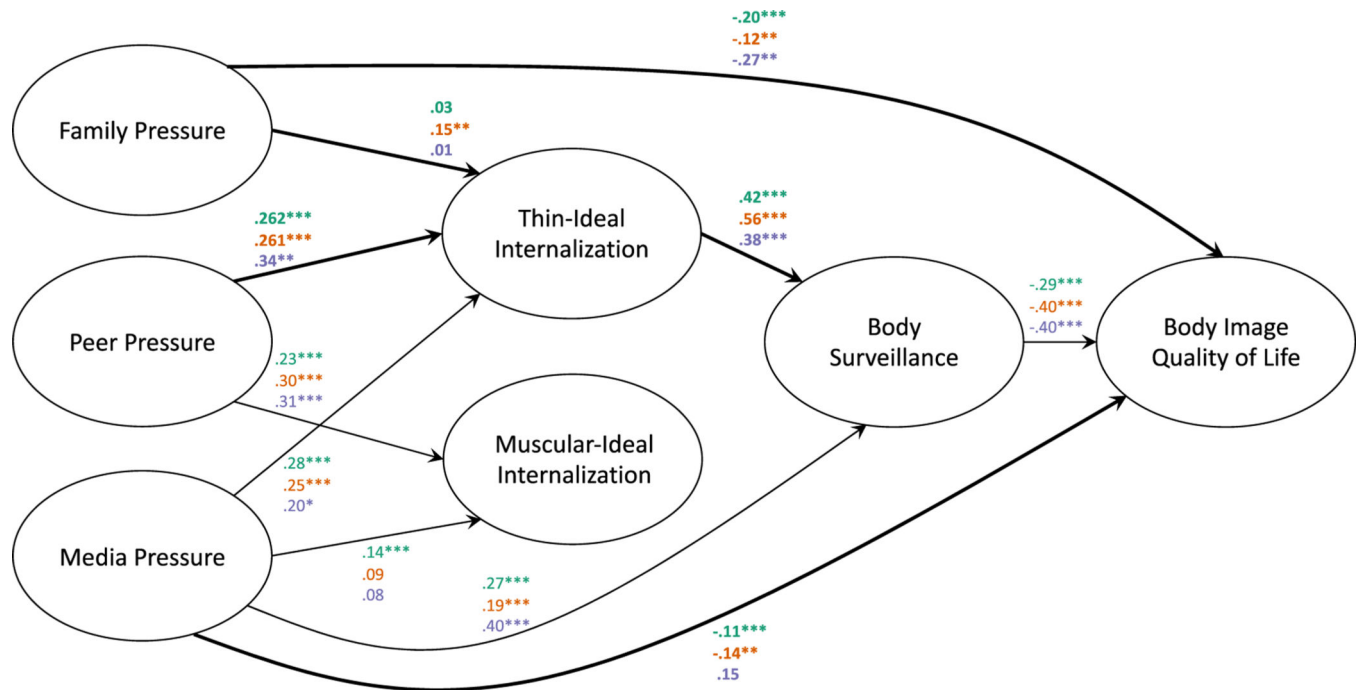 -.20***
-.12**
-.27**
Family Pressure
.03
.15**
.01
Thin-Ideal
Internalization
.262***
.261***
.34**
.42***
.56***
.38***
Peer Pressure
Body
Surveillance
-.29***
-.40***
-.40***
Body Image
Quality of Life
.23***
.30***
.31***
Muscular-Ideal
Internalization
.28***
.25***
.20*
Media Pressure
.14***
.09
.08
.27***
.19***
.40***
-.11***
-.14**
.15